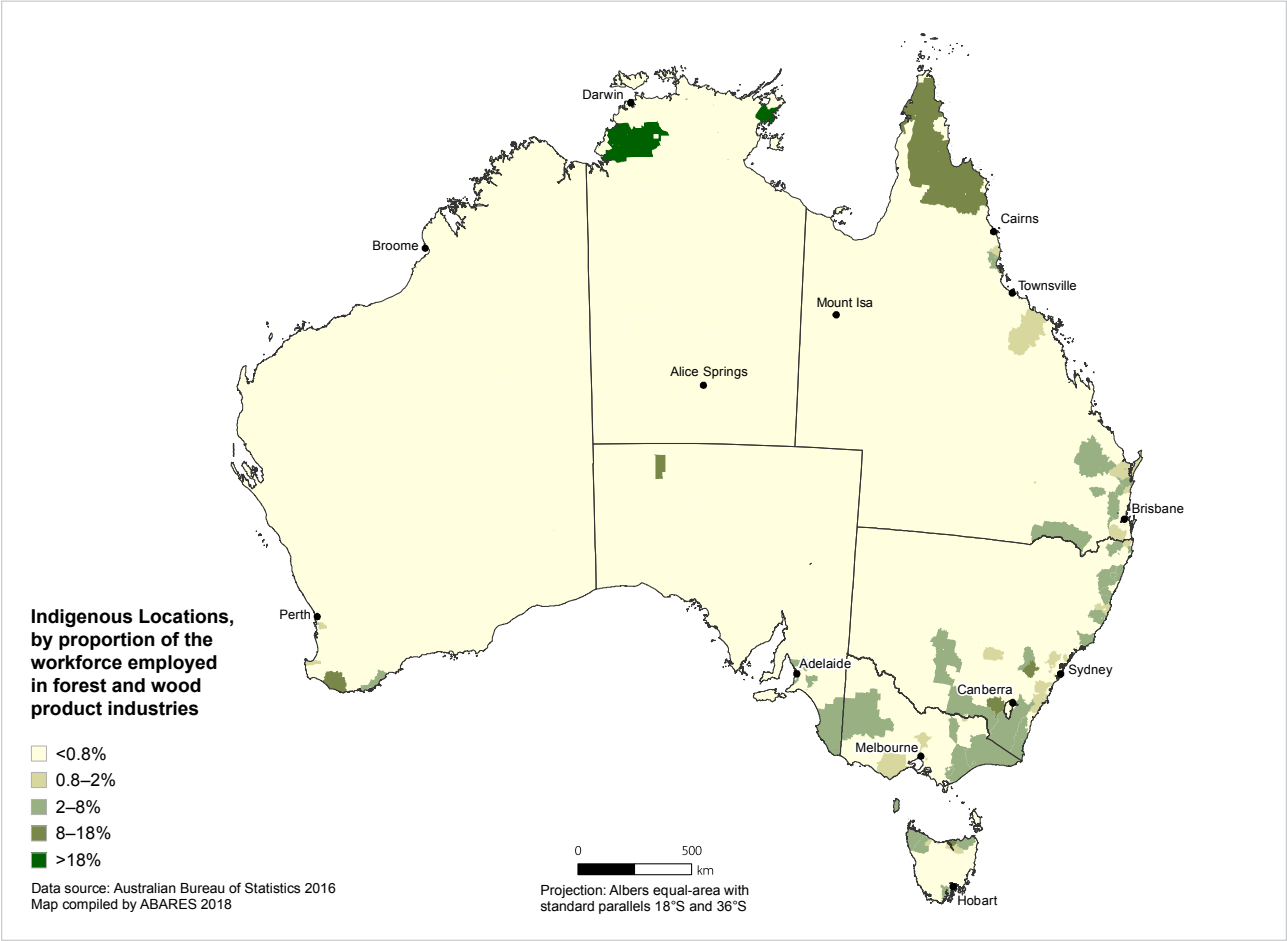 Darwin
Cairns
Broome
Townsville
Mount Isa
Alice Springs
Brisbane
Perth
Adelaide
Sydney
Canberra
Melbourne
Hobart
Indigenous Locations,
by proportion of the
workforce employed
in forest and wood
product industries
<0.8%
0.8–2%
2–8%
8–18%
>18%
Data source: Australian Bureau of Statistics 2016
Map compiled by ABARES 2018
0 500
km
Projection: Albers equal-area with
standard parallels 18°S and 36°S